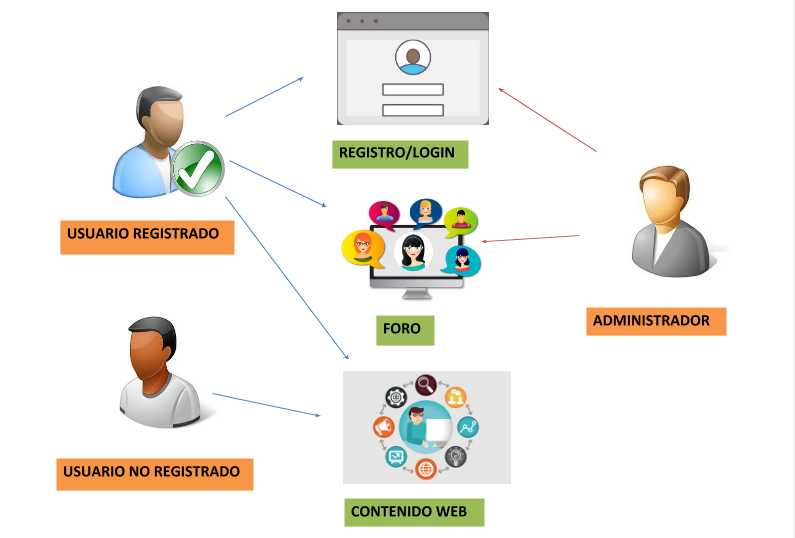 REGISTRO/LOGIN
USUARIO REGISTRADO
FORO
ADMINISTRADOR
USUARIO NO REGISTRADO
CONTENIDO WEB